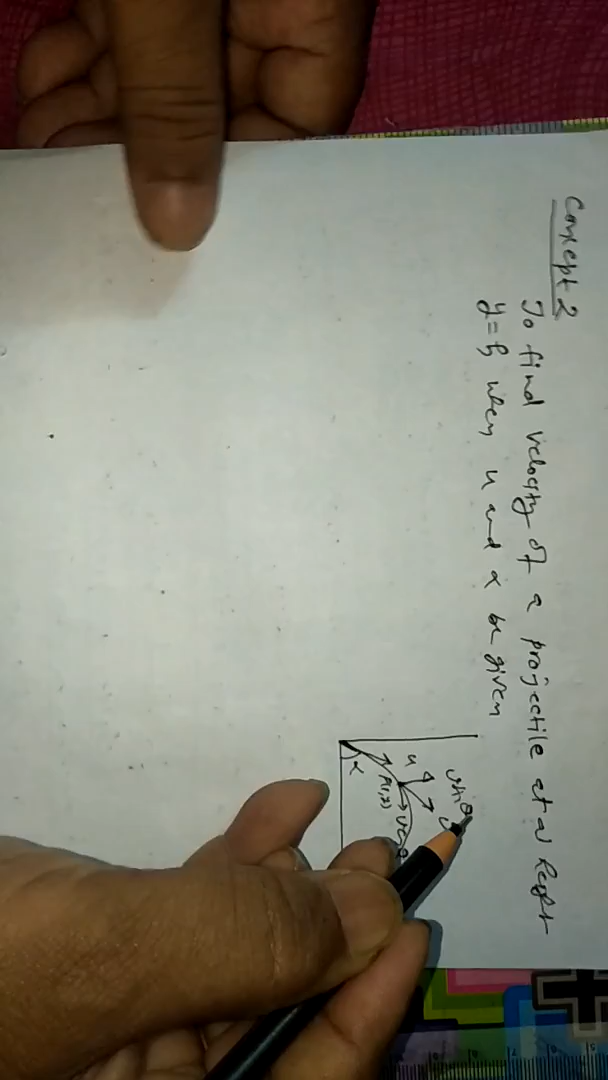 Concept 2
To find velocity of a projectile at a height
y = h when u and α be given
u
α